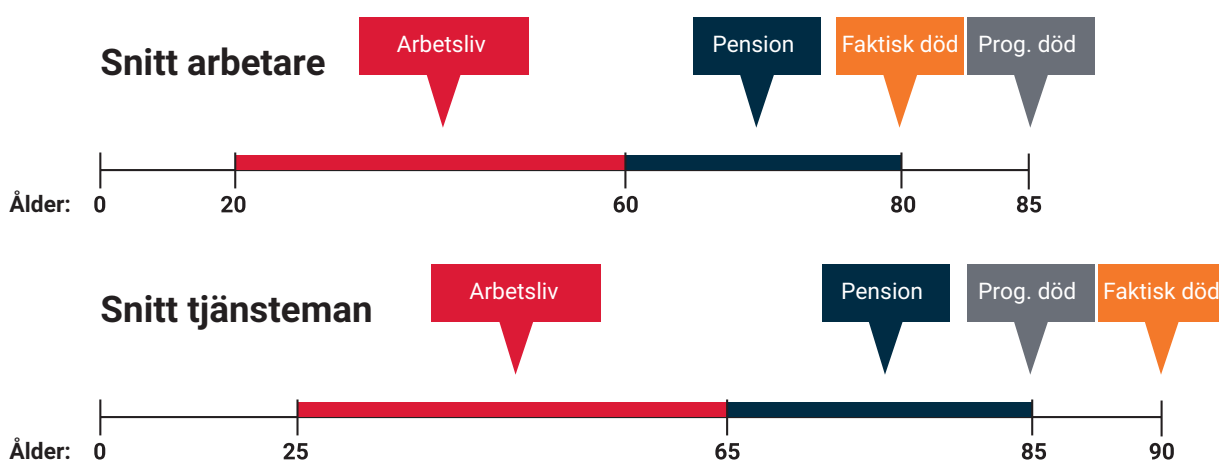 Snitt arbetare
Arbetsliv
Pension
Faktisk död
Prog. död
Ålder: 0 20 60 80 85
Snitt tjänsteman
Arbetsliv
Pension
Prog. död
Faktisk död
Ålder: 0 25 65 85 90